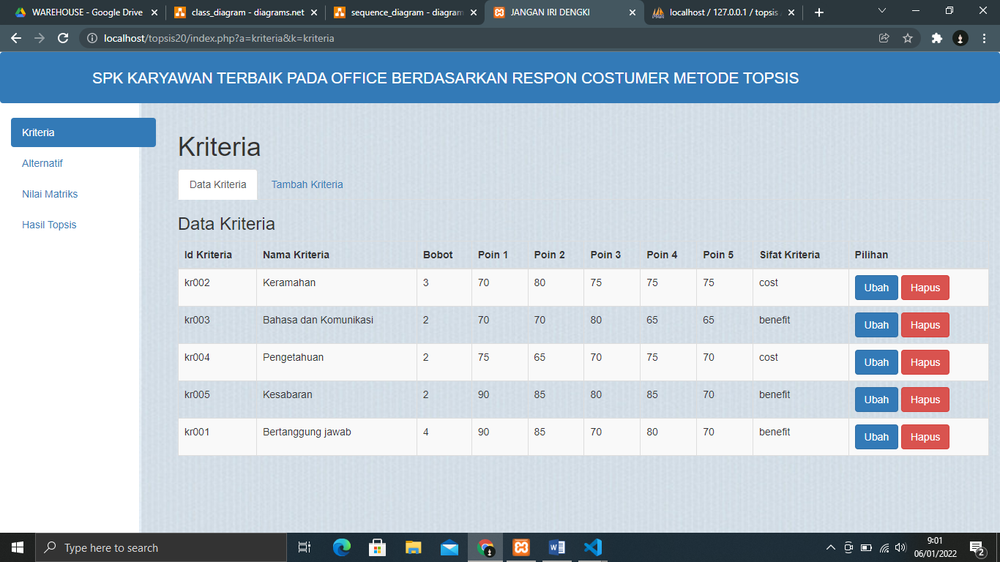 WAREHOUSE - Google Drive
class_diagram - diagrams.net
sequence_diagram - diagram
JANGAN IRI DENGKI
localhost / 127.0.0.1 / topsis
localhost/topsis20/index.php?a=kriteria&k=kriteria
SPK KARYAWAN TERBAIK PADA OFFICE BERDASARKAN RESPON COSTUMER METODE TOPSIS
Kriteria
Alternatif
Nilai Matriks
Hasil Topsis
Kriteria
Data Kriteria Tambah Kriteria
Data Kriteria
Id Kriteria Nama Kriteria Bobot Poin 1 Poin 2 Poin 3 Poin 4 Poin 5 Sifat Kriteria Pilihan
kr002 Keramahan 3 70 80 75 75 75 cost Ubah Hapus
kr003 Bahasa dan Komunikasi 2 70 70 80 65 65 benefit Ubah Hapus
kr004 Pengetahuan 2 75 65 70 75 70 cost Ubah Hapus
kr005 Kesabaran 2 90 85 80 85 70 benefit Ubah Hapus
kr001 Bertanggung jawab 4 90 85 70 80 70 benefit Ubah Hapus
Type here to search
9:01
06/01/2022
2